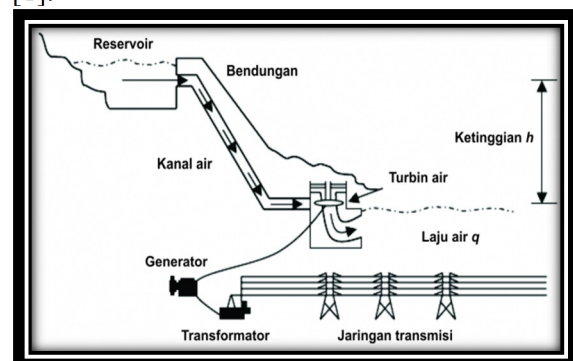 Reservoir
Bendungan
Ketinggian h
Kanal air
Turbin air
Laju air q
Generator
Transformator
Jaringan transmisi